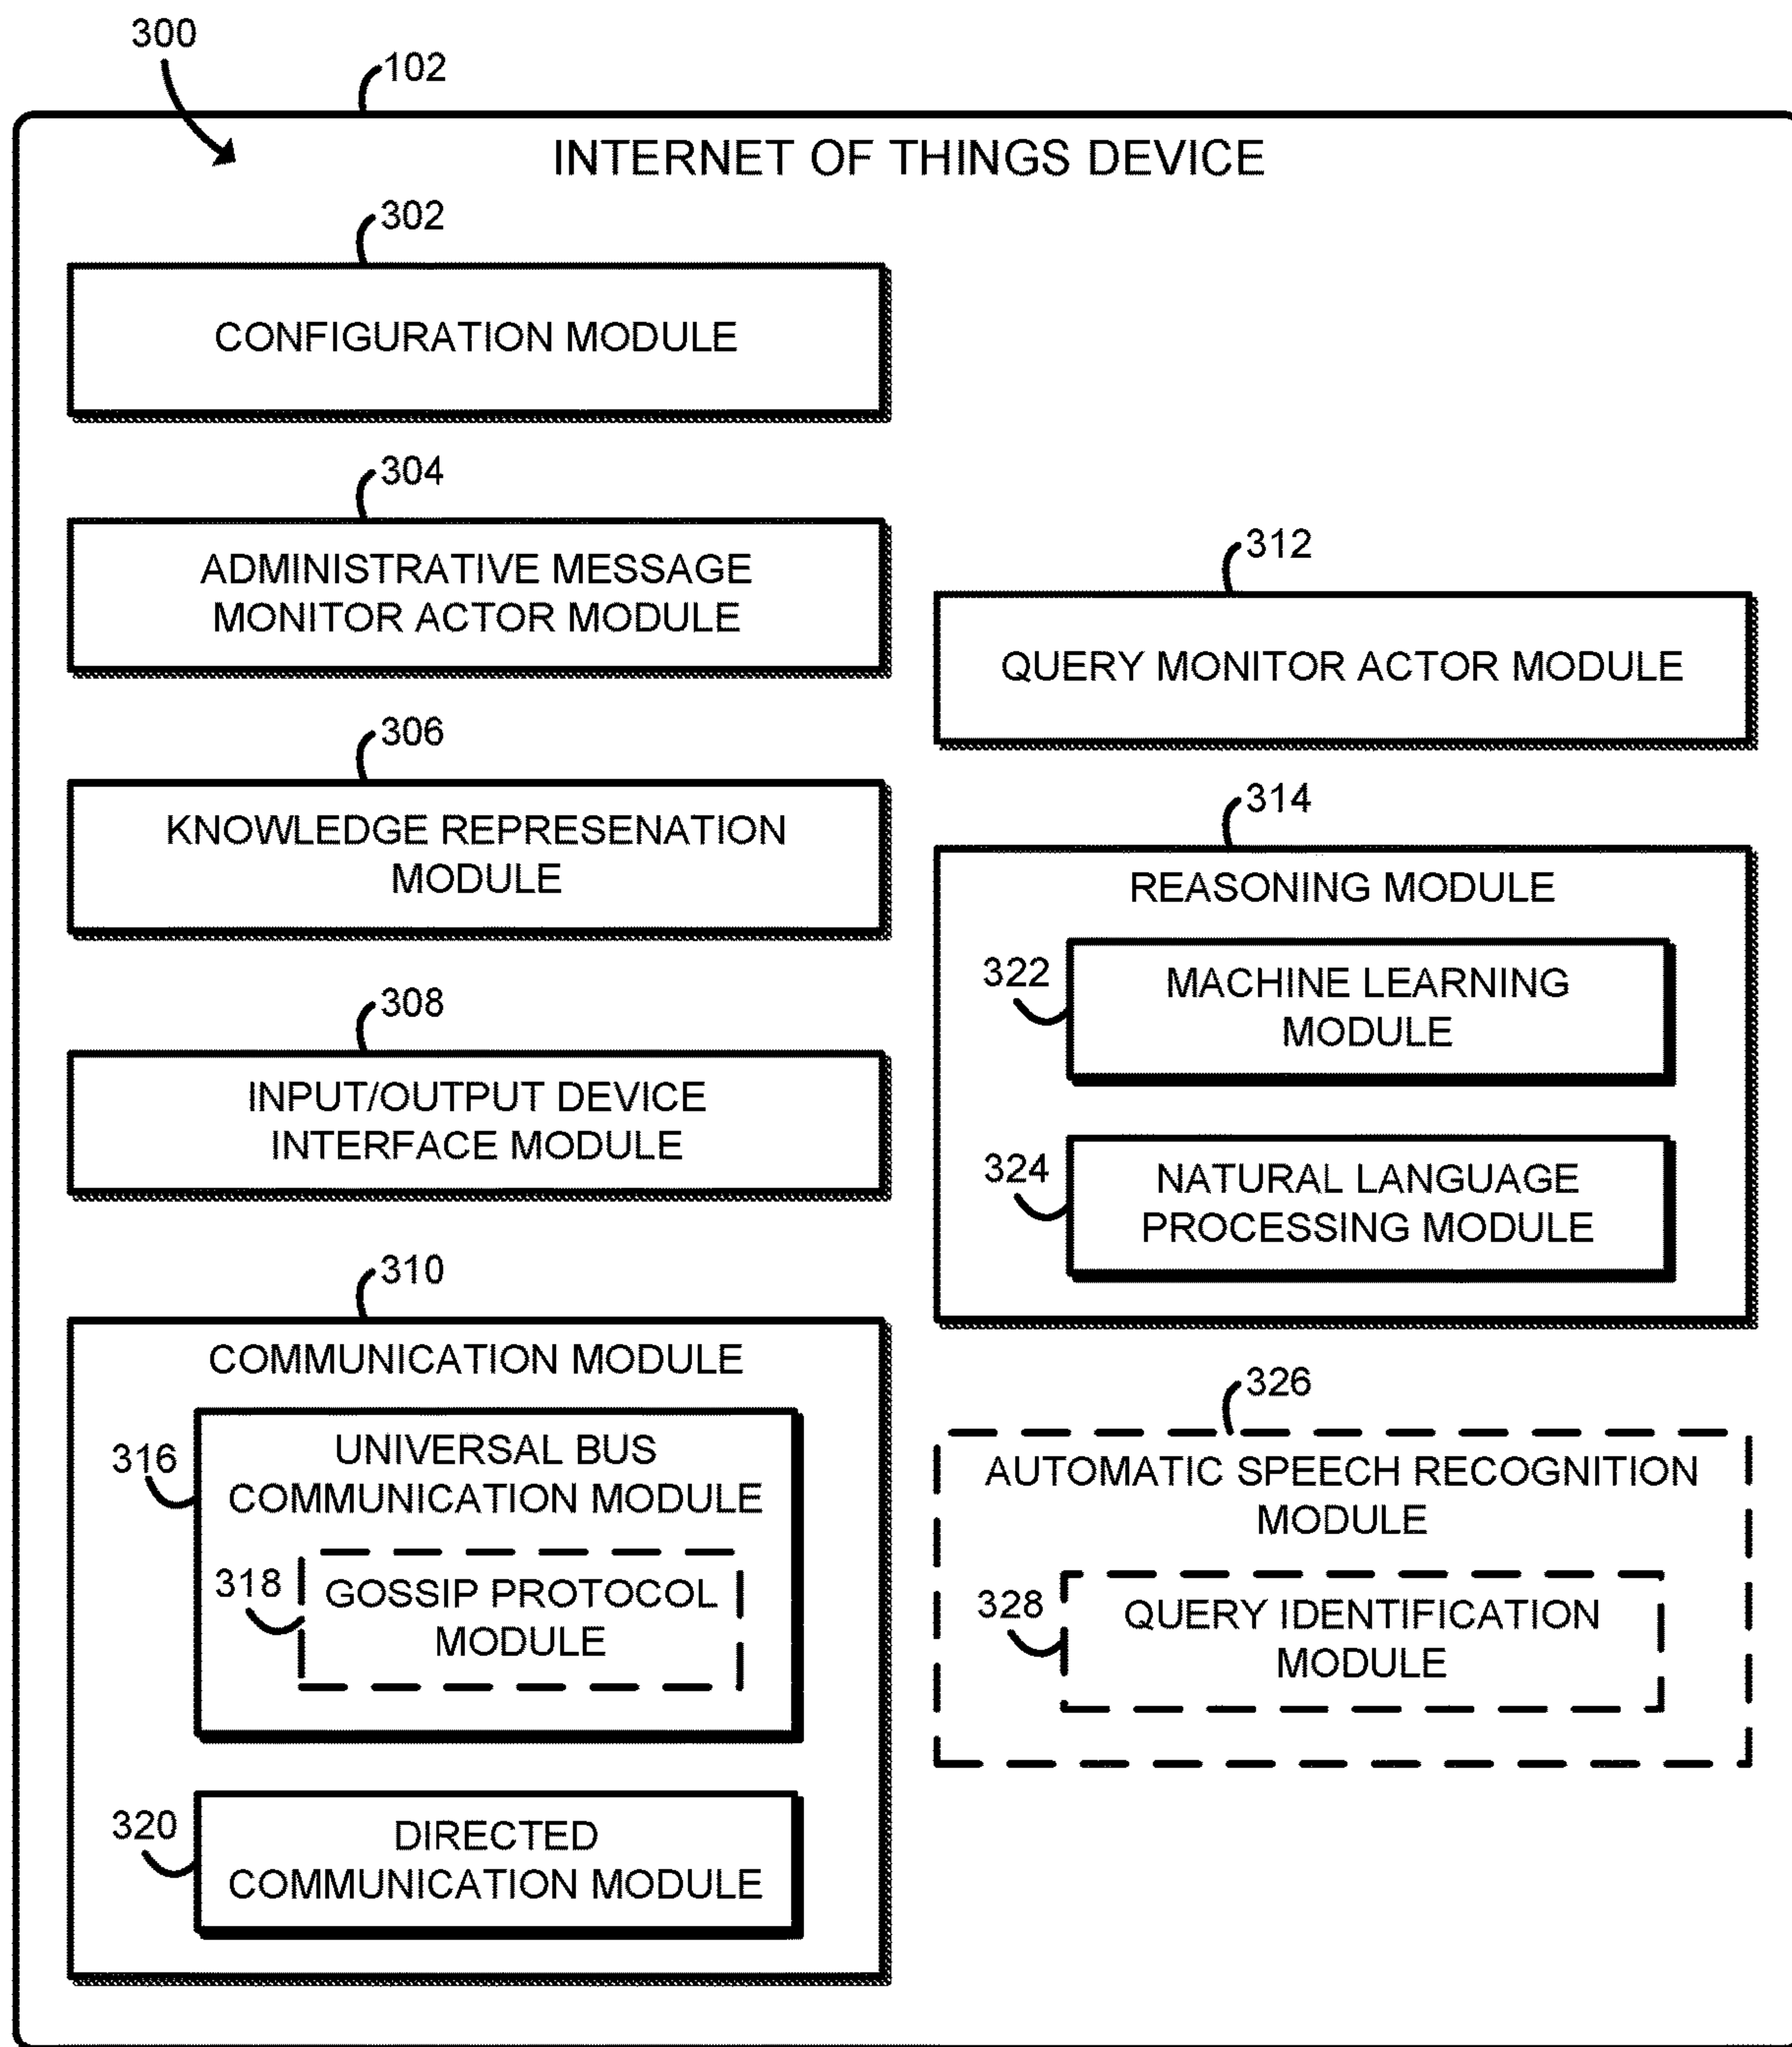 300
102
INTERNET OF THINGS DEVICE
302
CONFIGURATION MODULE
304
ADMINISTRATIVE MESSAGE
MONITOR ACTOR MODULE
306
KNOWLEDGE REPRESENATION
MODULE
308
INPUT/OUTPUT DEVICE
INTERFACE MODULE
310
COMMUNICATION MODULE
316
UNIVERSAL BUS
COMMUNICATION MODULE
318
GOSSIP PROTOCOL
MODULE
320
DIRECTED
COMMUNICATION MODULE
312
QUERY MONITOR ACTOR MODULE
314
REASONING MODULE
322
MACHINE LEARNING
MODULE
324
NATURAL LANGUAGE
PROCESSING MODULE
326
AUTOMATIC SPEECH RECOGNITION
MODULE
328
QUERY IDENTIFICATION
MODULE